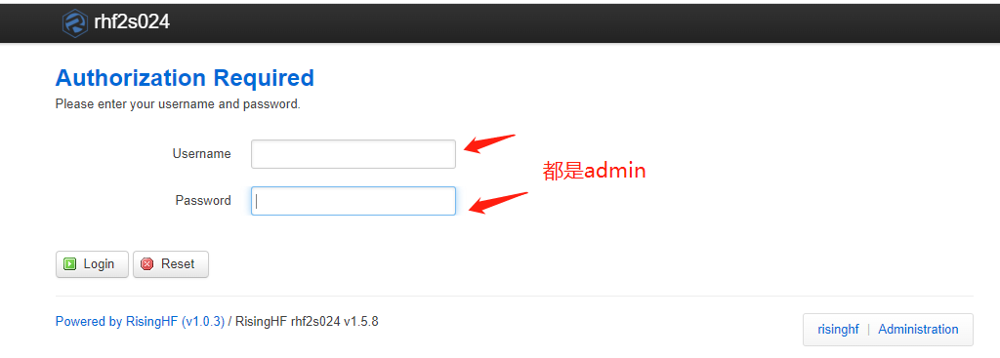 rhf2s024
Authorization Required
Please enter your username and password.
Username
都是admin
Password
Login
Reset
Powered by RisingHF (v1.0.3) / RisingHF rhf2s024 v1.5.8
risinghf | Administration